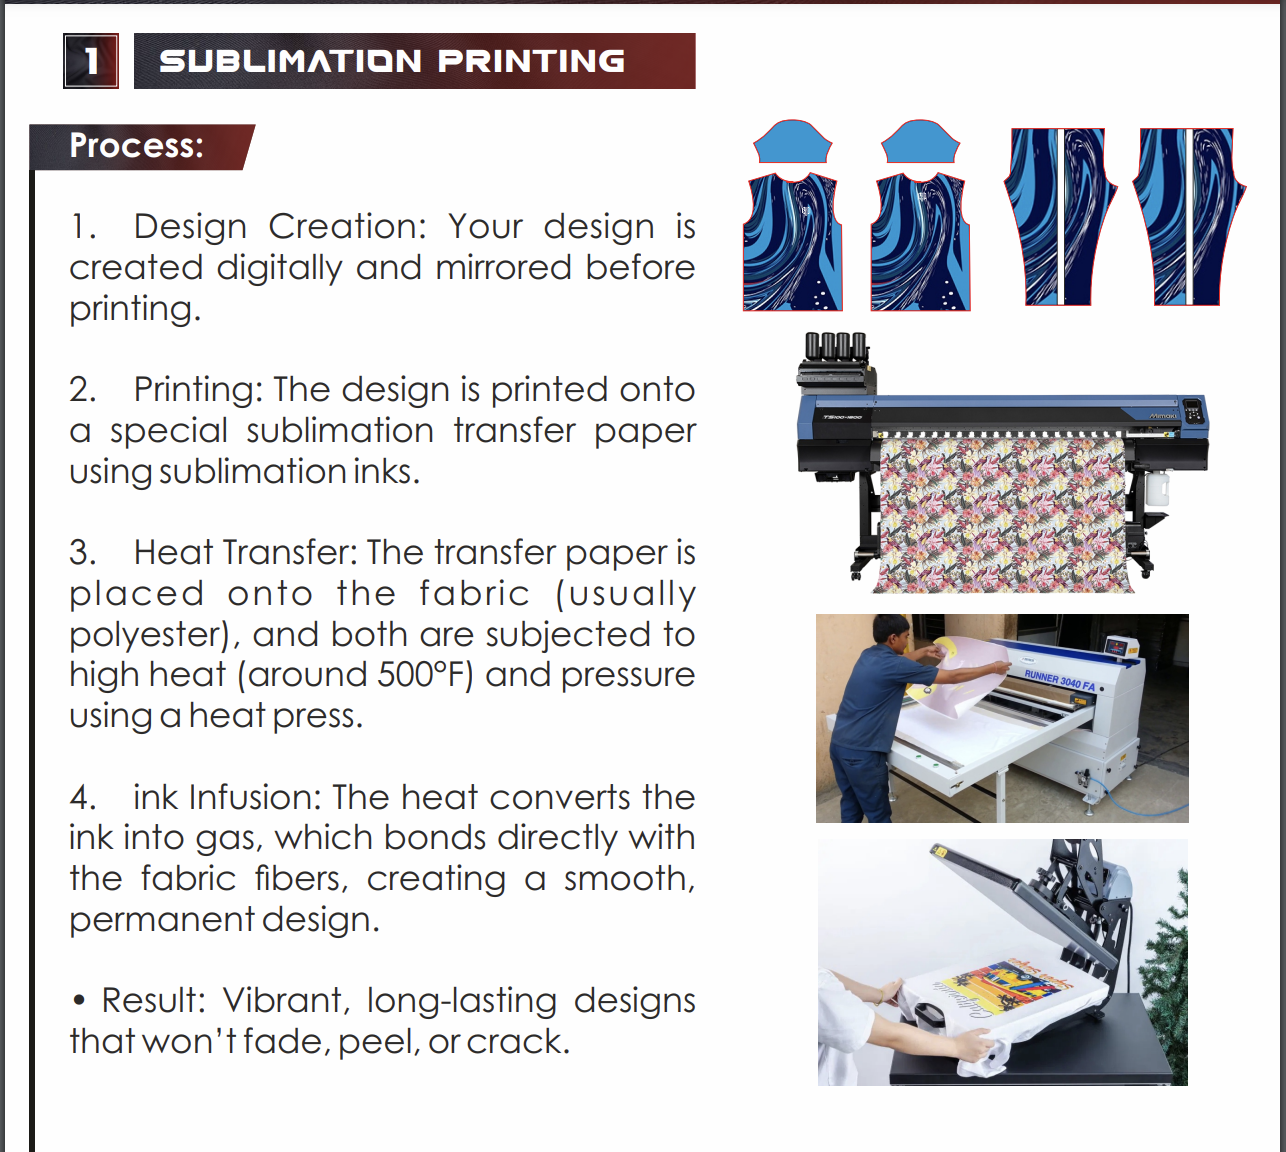 1 SUBLIMATION PRINTING
Process:
1. Design Creation: Your design is
created digitally and mirrored before
printing.
2. Printing: The design is printed onto
a special sublimation transfer paper
using sublimation inks.
3. Heat Transfer: The transfer paper is
placed onto the fabric (usually
polyester), and both are subjected to
high heat (around 500°F) and pressure
using a heat press.
4. ink Infusion: The heat converts the
ink into gas, which bonds directly with
the fabric fibers, creating a smooth,
permanent design.
• Result: Vibrant, long-lasting designs
that won't fade, peel, or crack.
TS100-1600
Mimaki
RUNNER 3040 FA
California